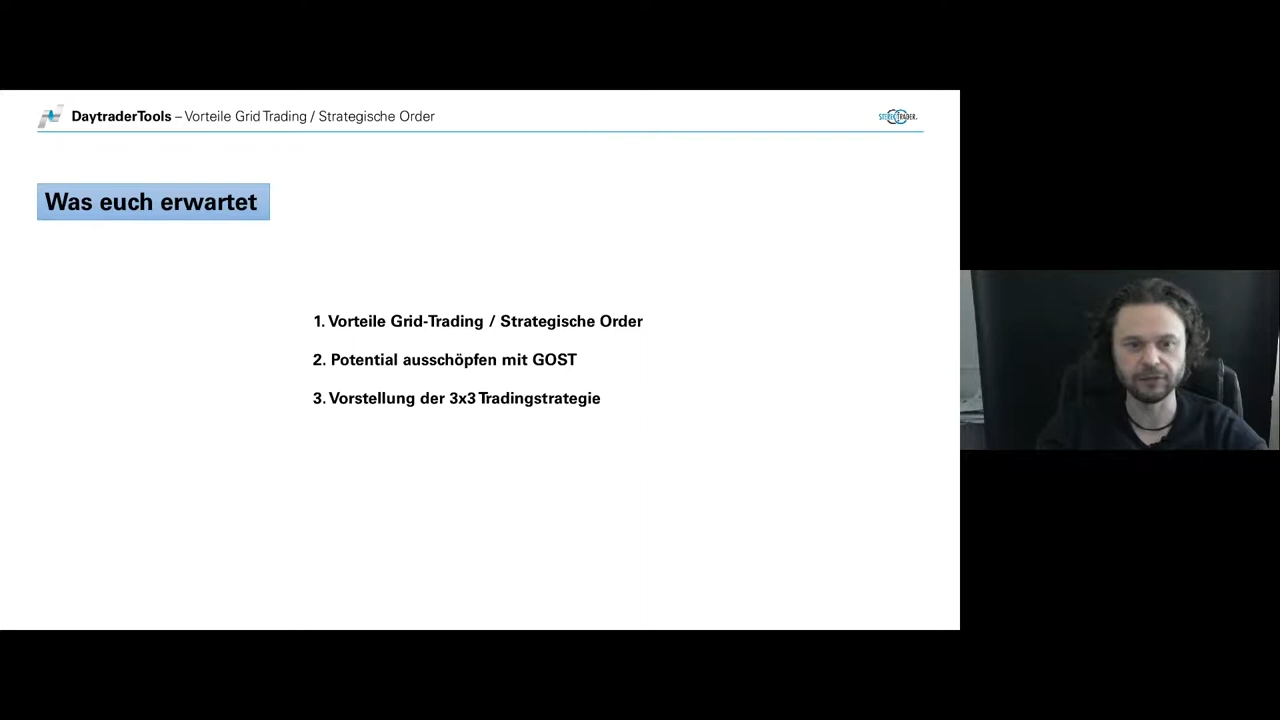 DaytraderTools – Vorteile Grid Trading / Strategische Order
STEREOTRADER.
Was euch erwartet
1. Vorteile Grid-Trading / Strategische Order
2. Potential ausschöpfen mit GOST
3. Vorstellung der 3x3 Tradingstrategie